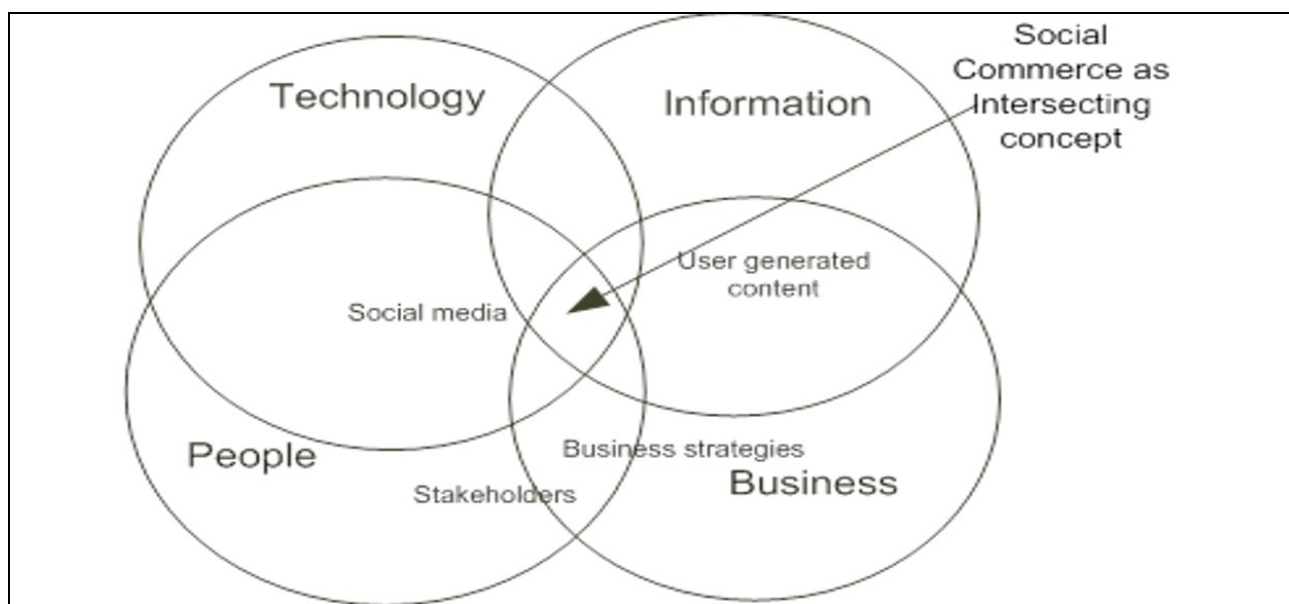 Technology
Information
Social
Commerce as
Intersecting
concept
User generated
content
Social media
People
Business strategies
Business
Stakeholders